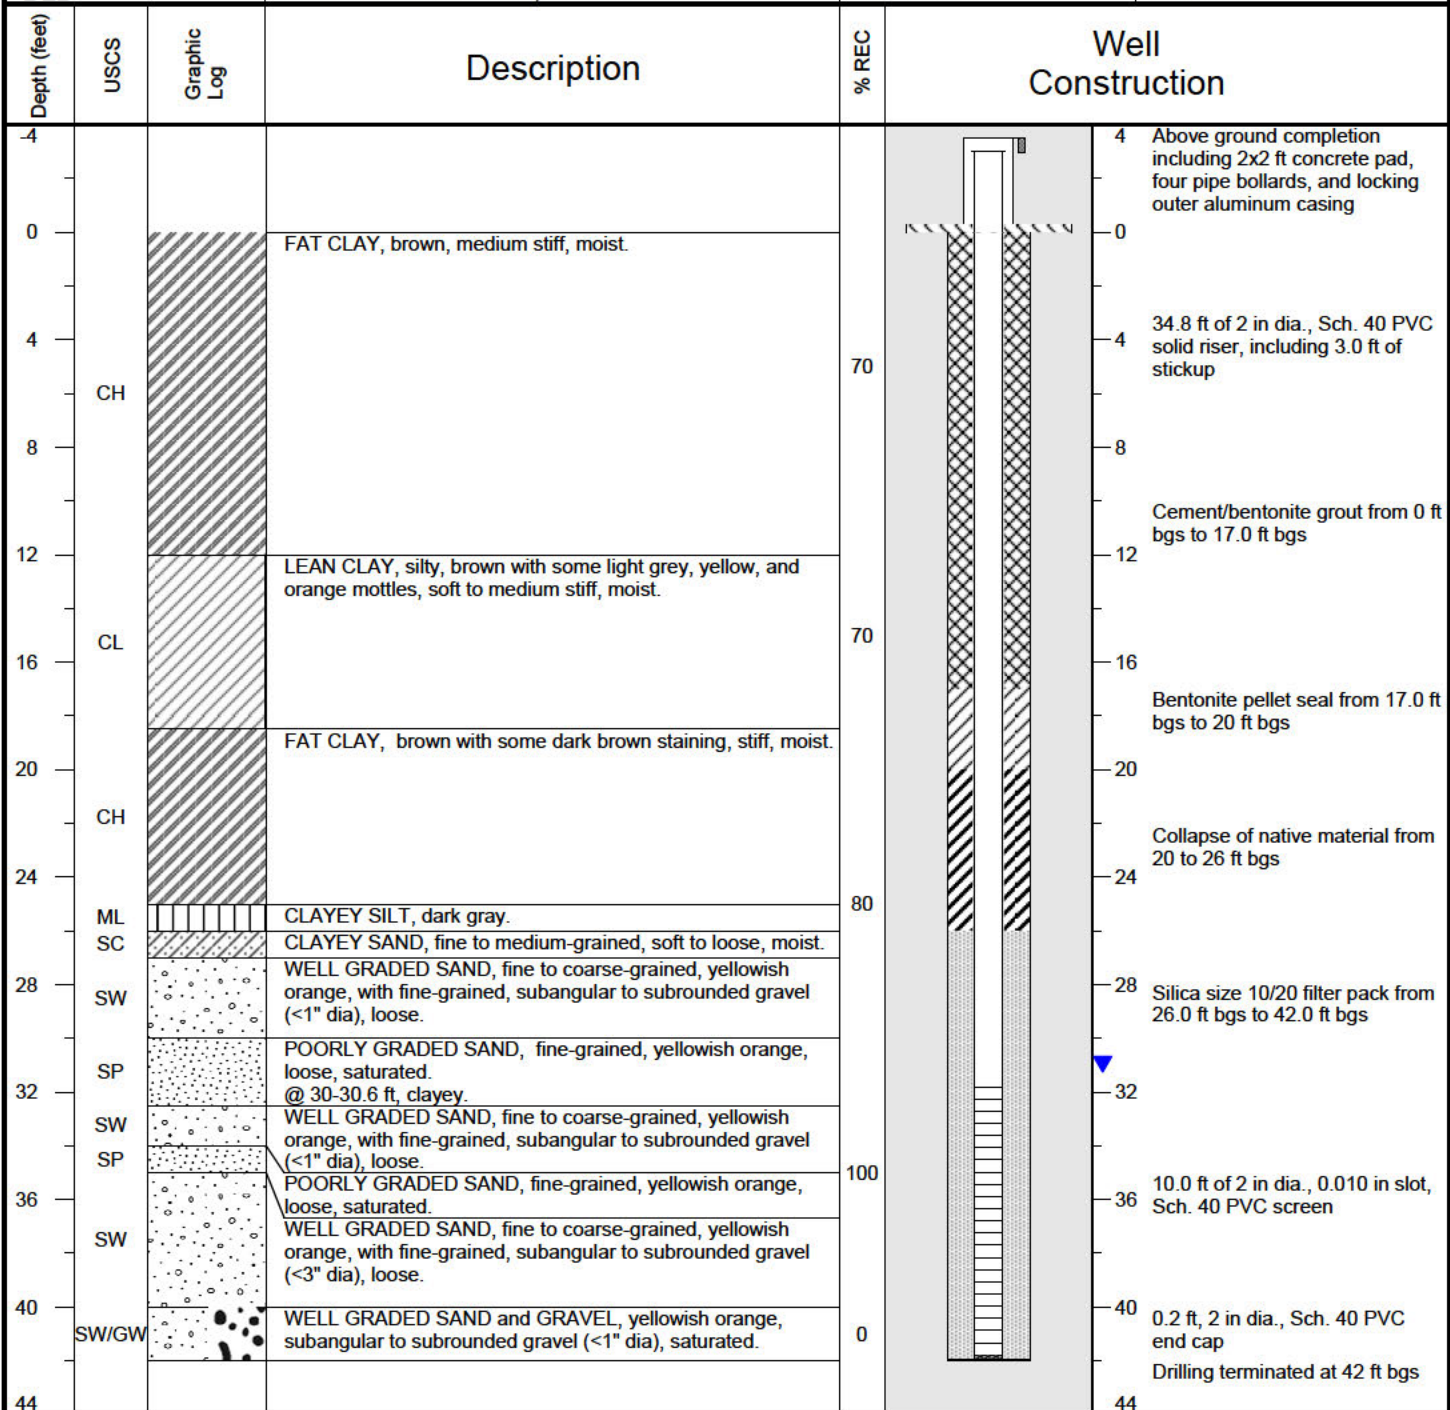 Depth (feet)
USCS
Graphic
Log
Description
% REC
Well
Construction
-4
0
4
8
12
16
20
24
28
32
36
40
44
CH
CL
CH
ML
SC
SW
SP
SW
SP
SW
SW/GW
FAT CLAY, brown, medium stiff, moist.
LEAN CLAY, silty, brown with some light grey, yellow, and
orange mottles, soft to medium stiff, moist.
FAT CLAY, brown with some dark brown staining, stiff, moist.
CLAYEY SILT, dark gray.
CLAYEY SAND, fine to medium-grained, soft to loose, moist.
WELL GRADED SAND, fine to coarse-grained, yellowish
orange, with fine-grained, subangular to subrounded gravel
(<1" dia), loose.
POORLY GRADED SAND, fine-grained, yellowish orange,
loose, saturated.
@ 30-30.6 ft, clayey.
WELL GRADED SAND, fine to coarse-grained, yellowish
orange, with fine-grained, subangular to subrounded gravel
(<1" dia), loose.
POORLY GRADED SAND, fine-grained, yellowish orange,
loose, saturated.
WELL GRADED SAND, fine to coarse-grained, yellowish
orange, with fine-grained, subangular to subrounded gravel
(<3" dia), loose.
WELL GRADED SAND and GRAVEL, yellowish orange,
subangular to subrounded gravel (<1" dia), saturated.
70
70
80
100
0
4
0
4
8
12
16
20
24
28
32
36
40
44
Above ground completion
including 2x2 ft concrete pad,
four pipe bollards, and locking
outer aluminum casing
34.8 ft of 2 in dia., Sch. 40 PVC
solid riser, including 3.0 ft of
stickup
Cement/bentonite grout from 0 ft
bgs to 17.0 ft bgs
Bentonite pellet seal from 17.0 ft
bgs to 20 ft bgs
Collapse of native material from
20 to 26 ft bgs
Silica size 10/20 filter pack from
26.0 ft bgs to 42.0 ft bgs
10.0 ft of 2 in dia., 0.010 in slot,
Sch. 40 PVC screen
0.2 ft, 2 in dia., Sch. 40 PVC
end cap
Drilling terminated at 42 ft bgs